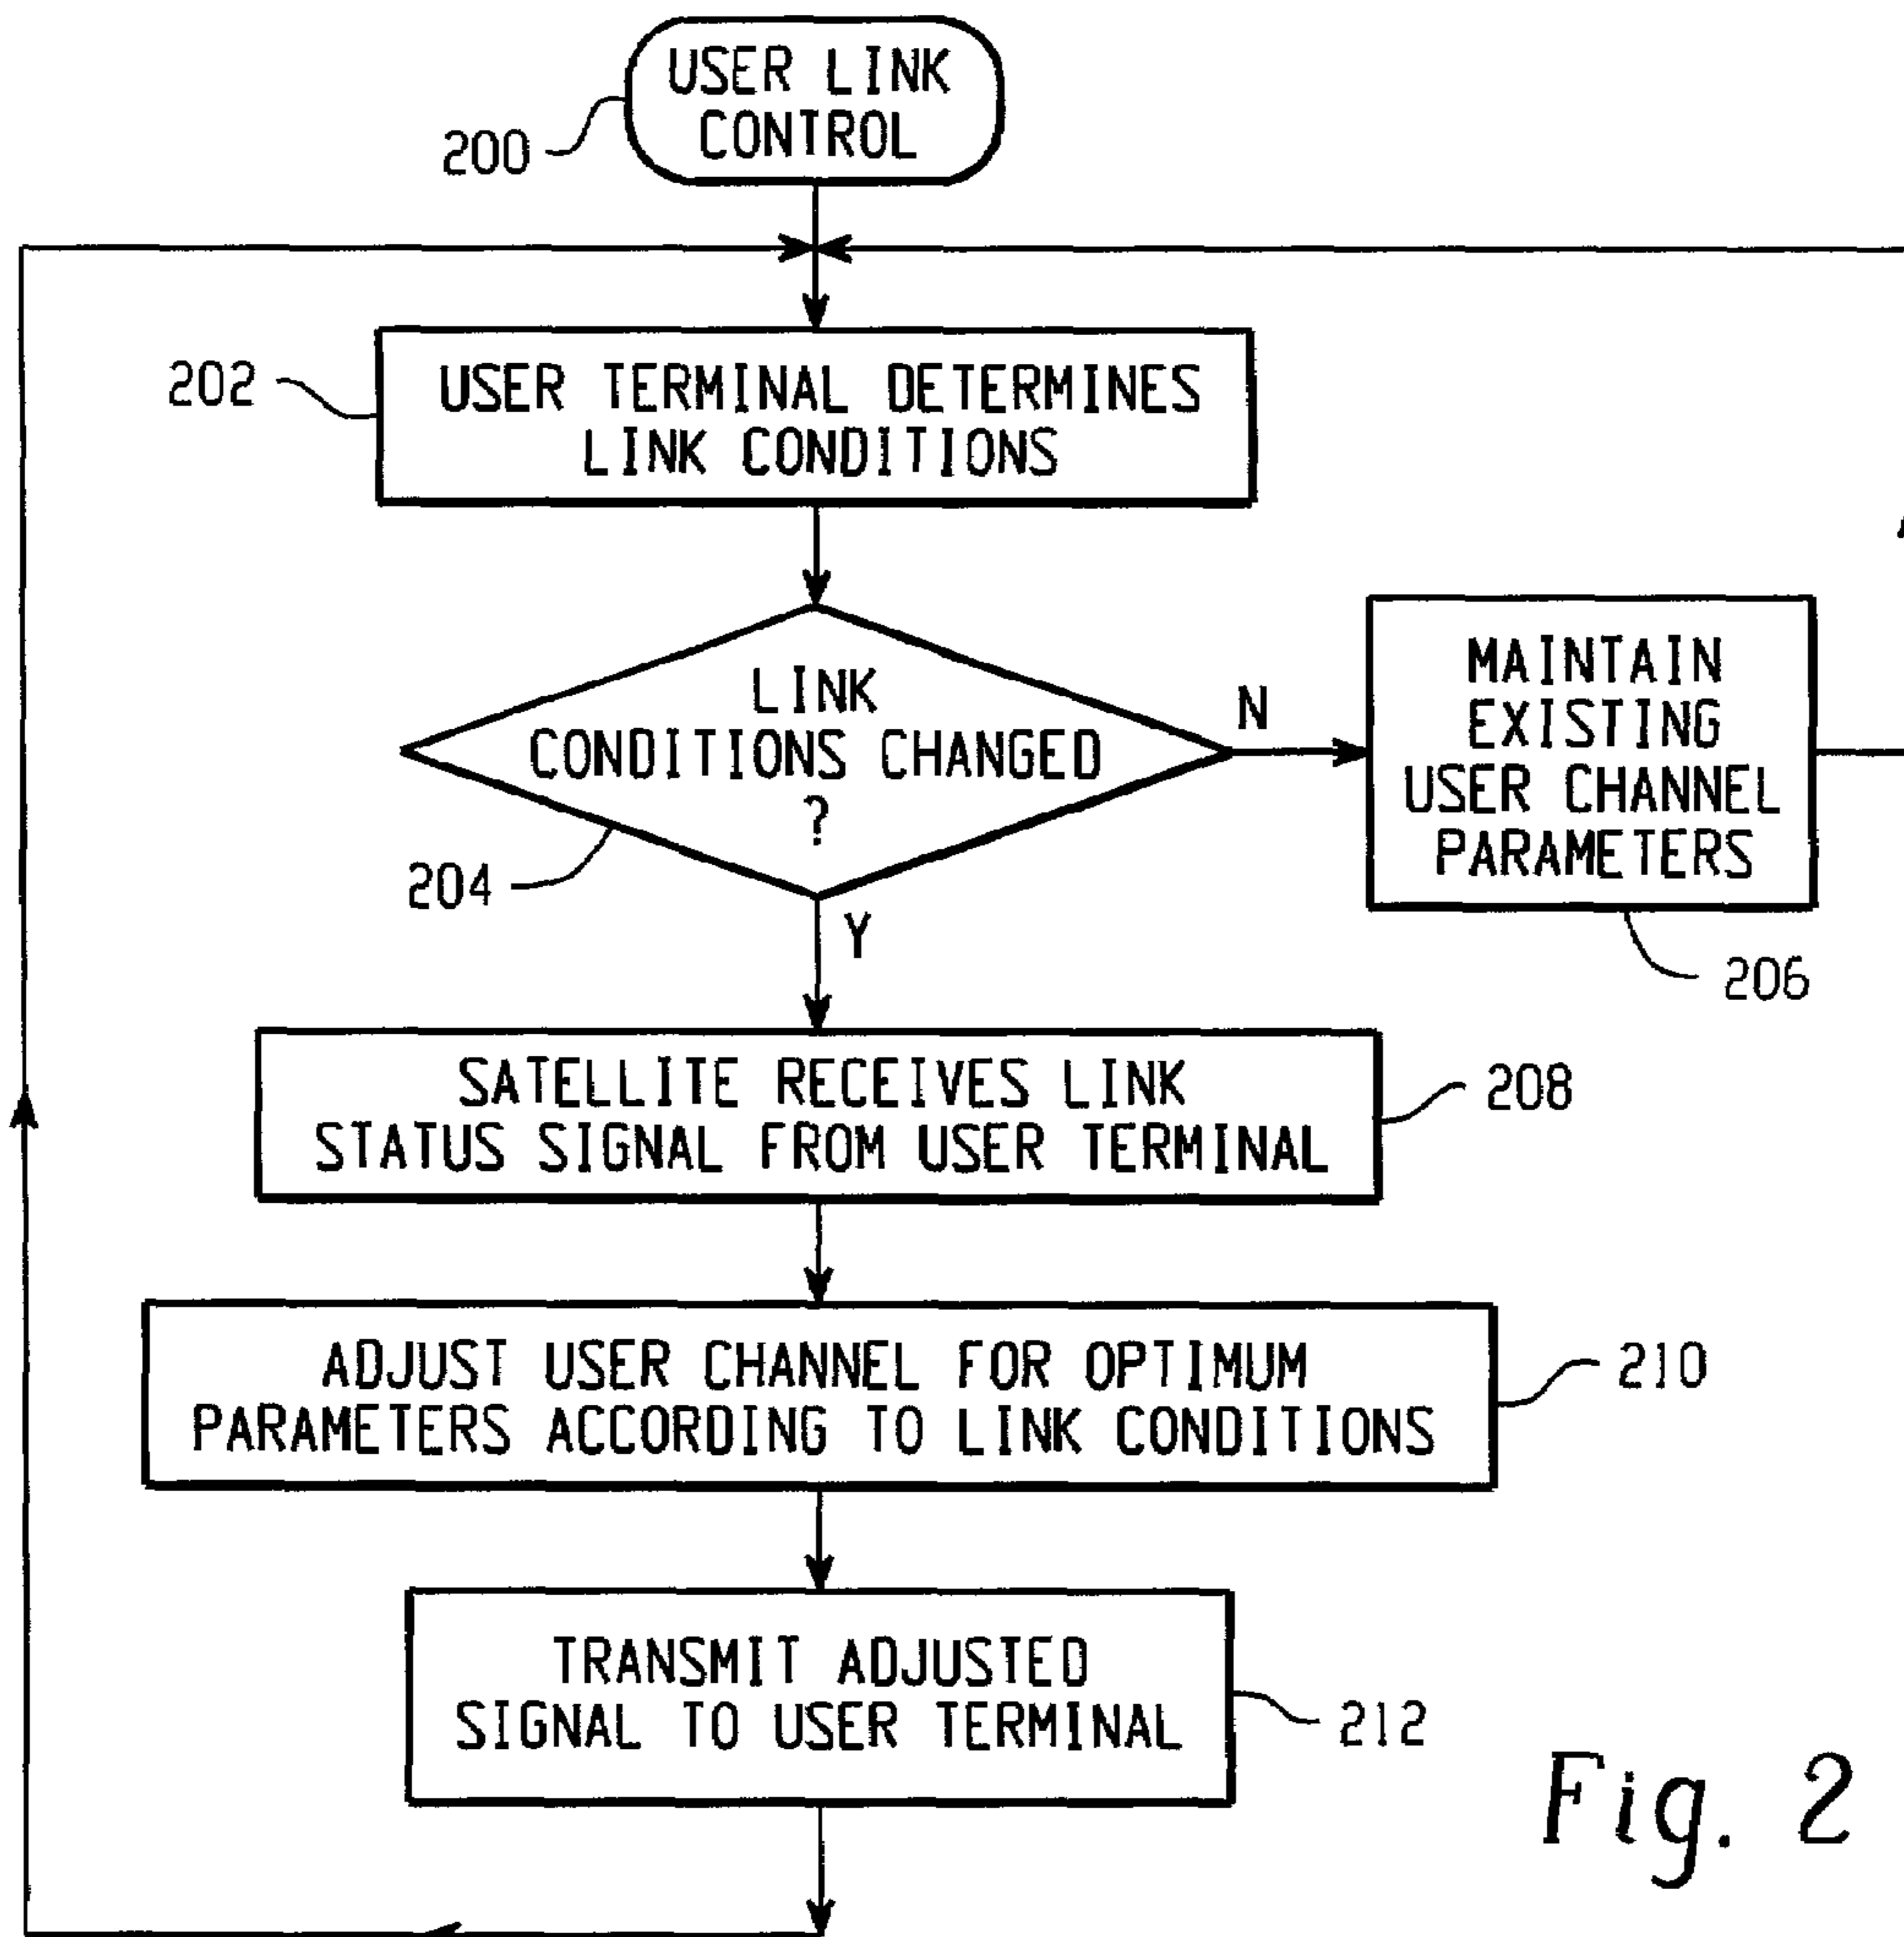 USER LINK
CONTROL
200
202
USER TERMINAL DETERMINES
LINK CONDITIONS
LINK
CONDITIONS CHANGED
?
204
N
Y
MAINTAIN
EXISTING
USER CHANNEL
PARAMETERS
206
SATELLITE RECEIVES LINK
STATUS SIGNAL FROM USER TERMINAL
208
ADJUST USER CHANNEL FOR OPTIMUM
PARAMETERS ACCORDING TO LINK CONDITIONS
210
TRANSMIT ADJUSTED
SIGNAL TO USER TERMINAL
212
Fig. 2